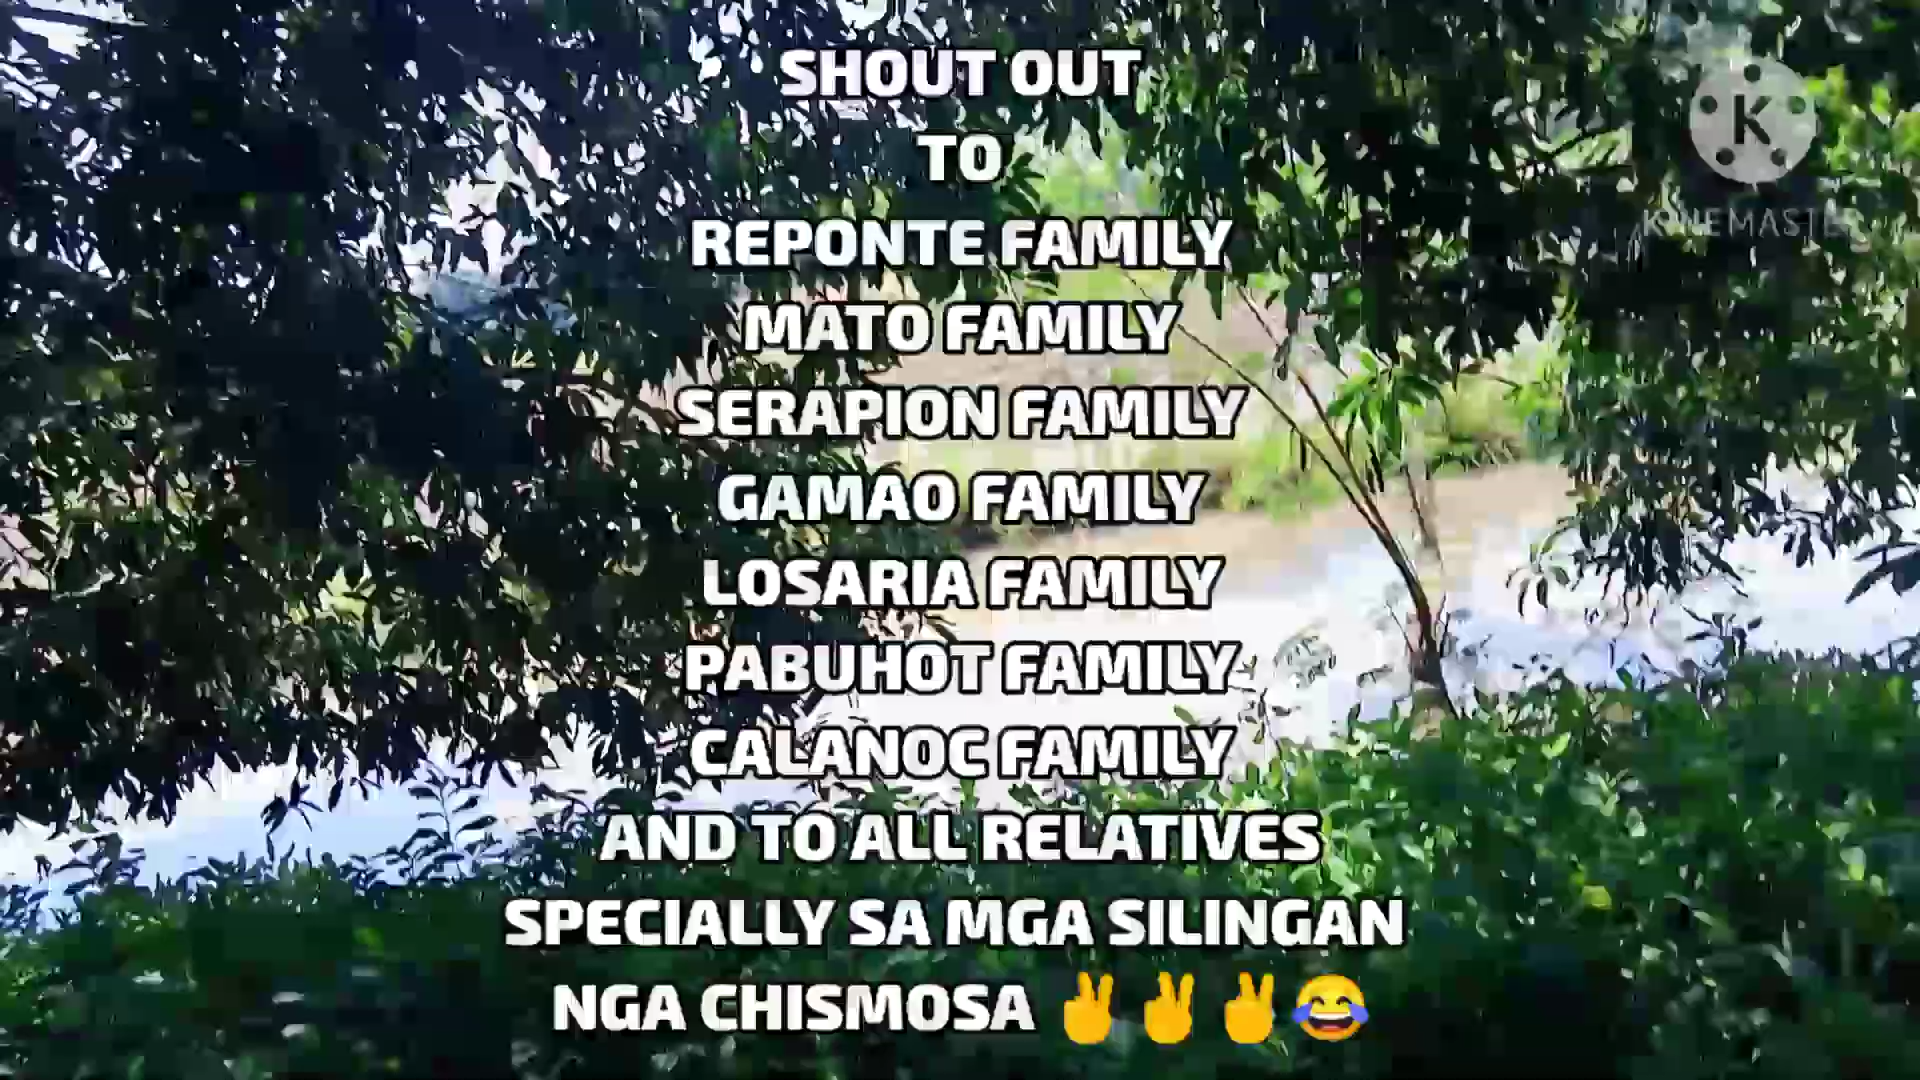 SHOUT OUT
TO
REPONTE FAMILY
MATO FAMILY
SERAPION FAMILY
GAMAO FAMILY
LOSARIA FAMILY
PABUHOT FAMILY
CALANOC FAMILY
AND TO ALL RELATIVES
SPECIALLY SA MGA SILINGAN
NGA CHISMOSA ✌✌✌😂
K
KINEMASTER